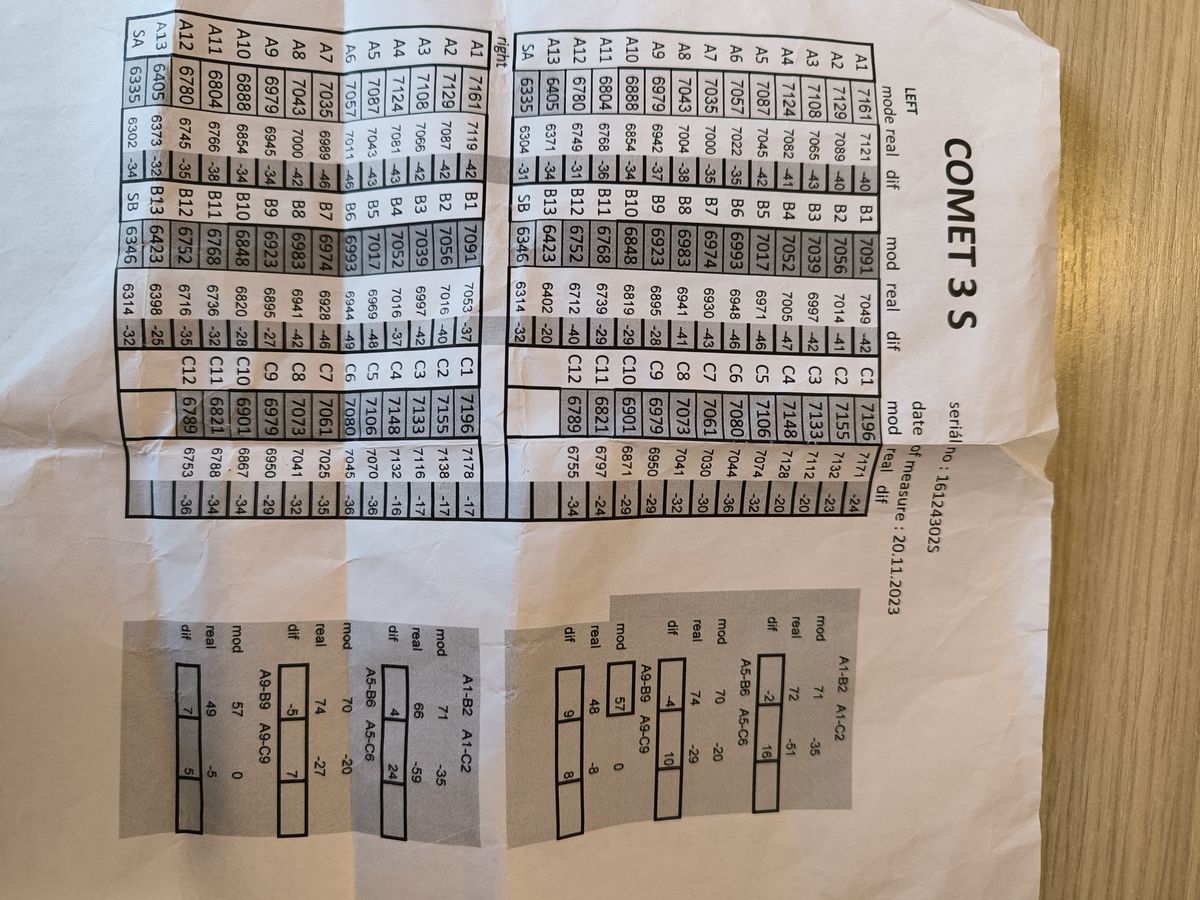 COMET 3 S
seriál no : 16124302S
date of measure : 20.11.2023
LEFT
mode real dif mod real dif mod real dif
A1 7161 7121 -40 B1 7091 7049 -42 C1 7196 7171 -24
A2 7129 7089 -40 B2 7056 7014 -41 C2 7155 7132 -23
A3 7108 7065 -43 B3 7039 6997 -42 C3 7133 7112 -20
A4 7124 7082 -41 B4 7052 7005 -47 C4 7148 7128 -20
A5 7087 7045 -42 B5 7017 6971 -46 C5 7106 7074 -32
A6 7057 7022 -35 B6 6993 6948 -46 C6 7080 7044 -36
A7 7035 7000 -35 B7 6974 6930 -43 C7 7061 7030 -30
A8 7043 7004 -38 B8 6983 6941 -41 C8 7073 7041 -32
A9 6979 6942 -37 B9 6923 6895 -28 C9 6979 6950 -29
A10 6888 6854 -34 B10 6848 6819 -29 C10 6901 6871 -29
A11 6804 6768 -36 B11 6768 6739 -29 C11 6821 6797 -24
A12 6780 6749 -31 B12 6752 6712 -40 C12 6789 6755 -34
A13 6405 6371 -34 B13 6423 6402 -20
SA 6335 6304 -31 SB 6346 6314 -32
A1-B2 A1-C2
mod 71 -35
real 72 -51
dif -2 16
A5-B6 A5-C6
mod 70 -20
real 74 -29
dif -4 10
A9-B9 A9-C9
mod 57 0
real 48 -8
dif 9 8
right
A1 7161 7119 -42 B1 7091 7053 -37 C1 7196 7178 -17
A2 7129 7087 -42 B2 7056 7016 -40 C2 7155 7138 -17
A3 7108 7066 -42 B3 7039 6997 -42 C3 7133 7116 -17
A4 7124 7081 -43 B4 7052 7016 -37 C4 7148 7132 -16
A5 7087 7043 -43 B5 7017 6969 -48 C5 7106 7070 -36
A6 7057 7011 -46 B6 6993 6944 -49 C6 7080 7045 -36
A7 7035 6989 -46 B7 6974 6928 -46 C7 7061 7025 -35
A8 7043 7000 -42 B8 6983 6941 -42 C8 7073 7041 -32
A9 6979 6945 -34 B9 6923 6895 -27 C9 6979 6950 -29
A10 6888 6854 -34 B10 6848 6820 -28 C10 6901 6867 -34
A11 6804 6766 -38 B11 6768 6736 -32 C11 6821 6788 -34
A12 6780 6745 -35 B12 6752 6716 -35 C12 6789 6753 -36
A13 6405 6373 -32 B13 6423 6398 -25
SA 6335 6302 -34 SB 6346 6314 -32
A1-B2 A1-C2
mod 71 -35
real 66 -59
dif 4 24
A5-B6 A5-C6
mod 70 -20
real 74 -27
dif -5 7
A9-B9 A9-C9
mod 57 0
real 49 -5
dif 7 5